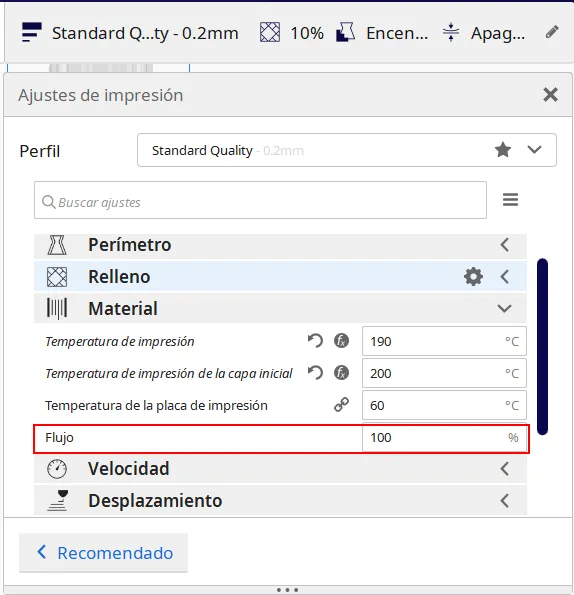 Standard Q...ty - 0.2mm 10% Encen... Apag...
Ajustes de impresión
Perfil Standard Quality - 0.2mm
Buscar ajustes
Perímetro
Relleno
Material
Temperatura de impresión 190 °C
Temperatura de impresión de la capa inicial 200 °C
Temperatura de la placa de impresión 60 °C
Flujo 100 %
Velocidad
Desplazamiento
Recomendado